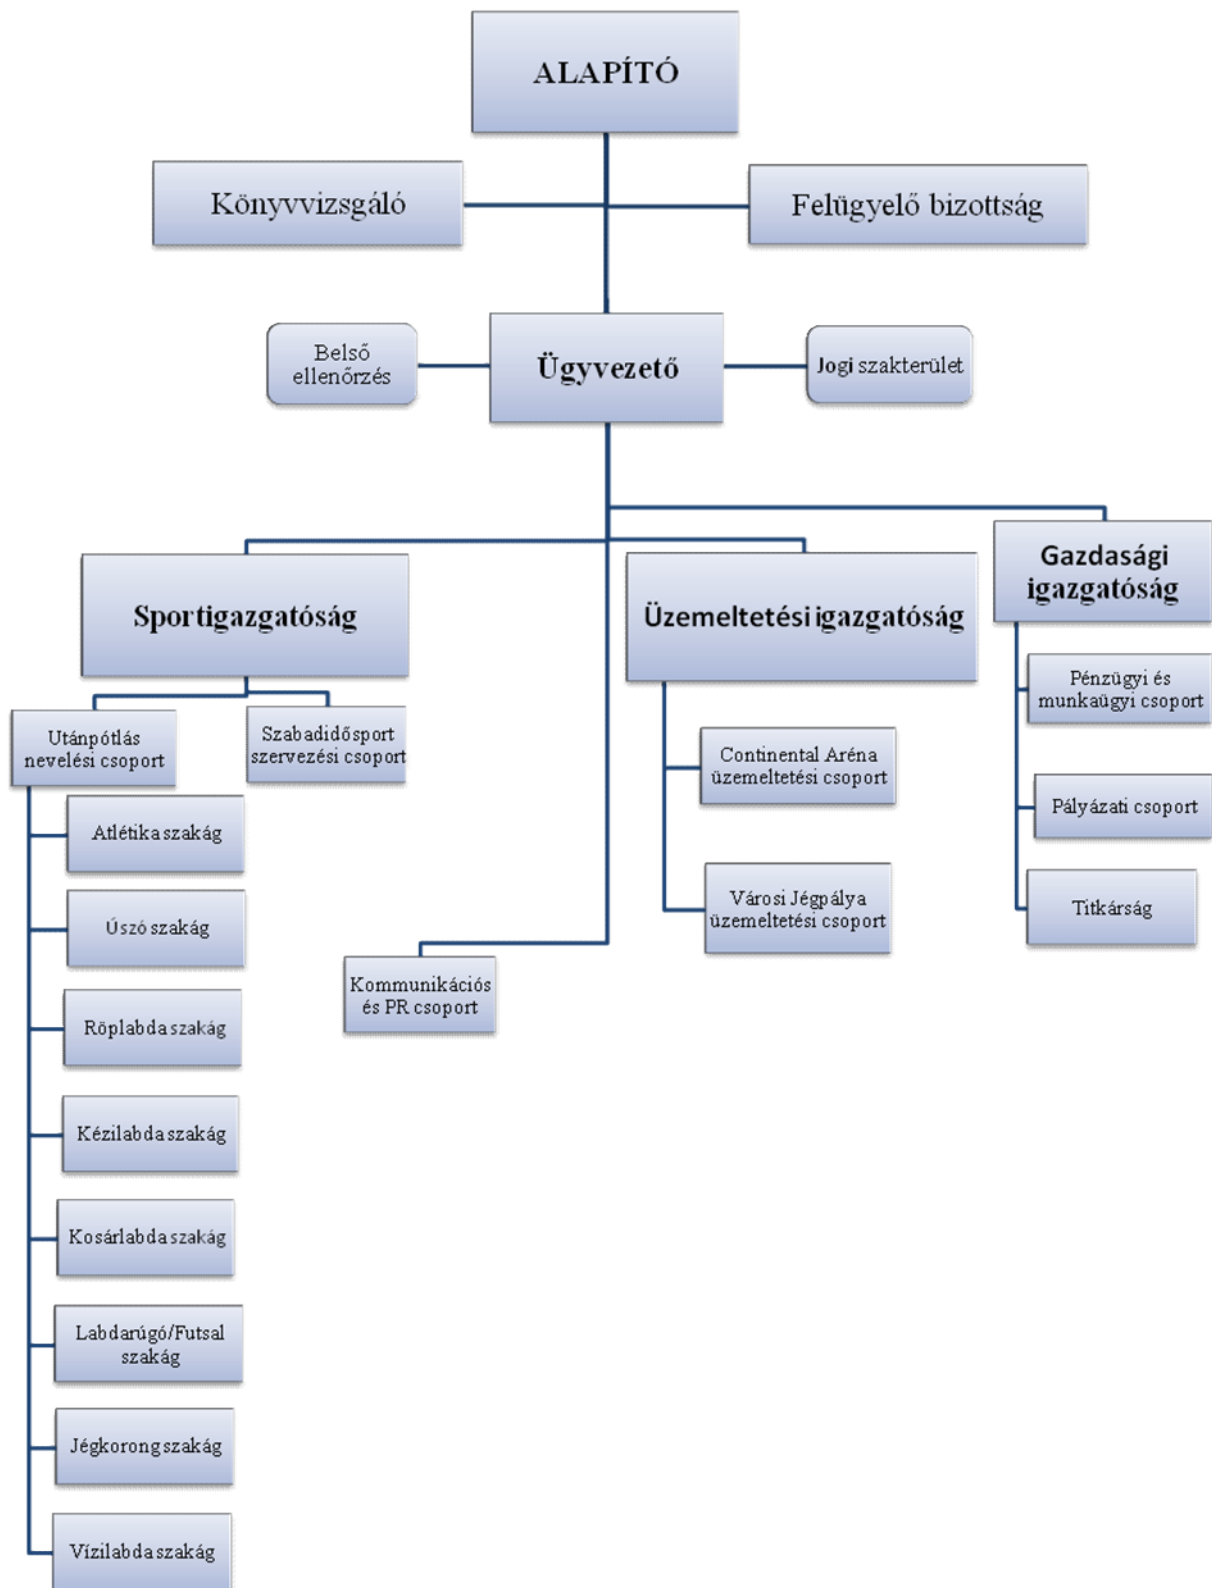 ALAPÍTÓ
Könyvvizsgáló
Felügyelő bizottság
Belső
ellenőrzés
Ügyvezető
Jogi szakterület
Sportigazgatóság
Üzemeltetési igazgatóság
Gazdasági
igazgatóság
Utánpótlás
nevelési csoport
Szabadidősport
szervezési csoport
Atlétika szakág
Úszó szakág
Röplabda szakág
Kézilabda szakág
Kosárlabda szakág
Labdarúgó/Futsal
szakág
Jégkorong szakág
Vízilabda szakág
Kommunikációs
és PR csoport
Continental Aréna
üzemeltetési csoport
Városi Jégpálya
üzemeltetési csoport
Pénzügyi és
munkaügyi csoport
Pályázati csoport
Titkárság